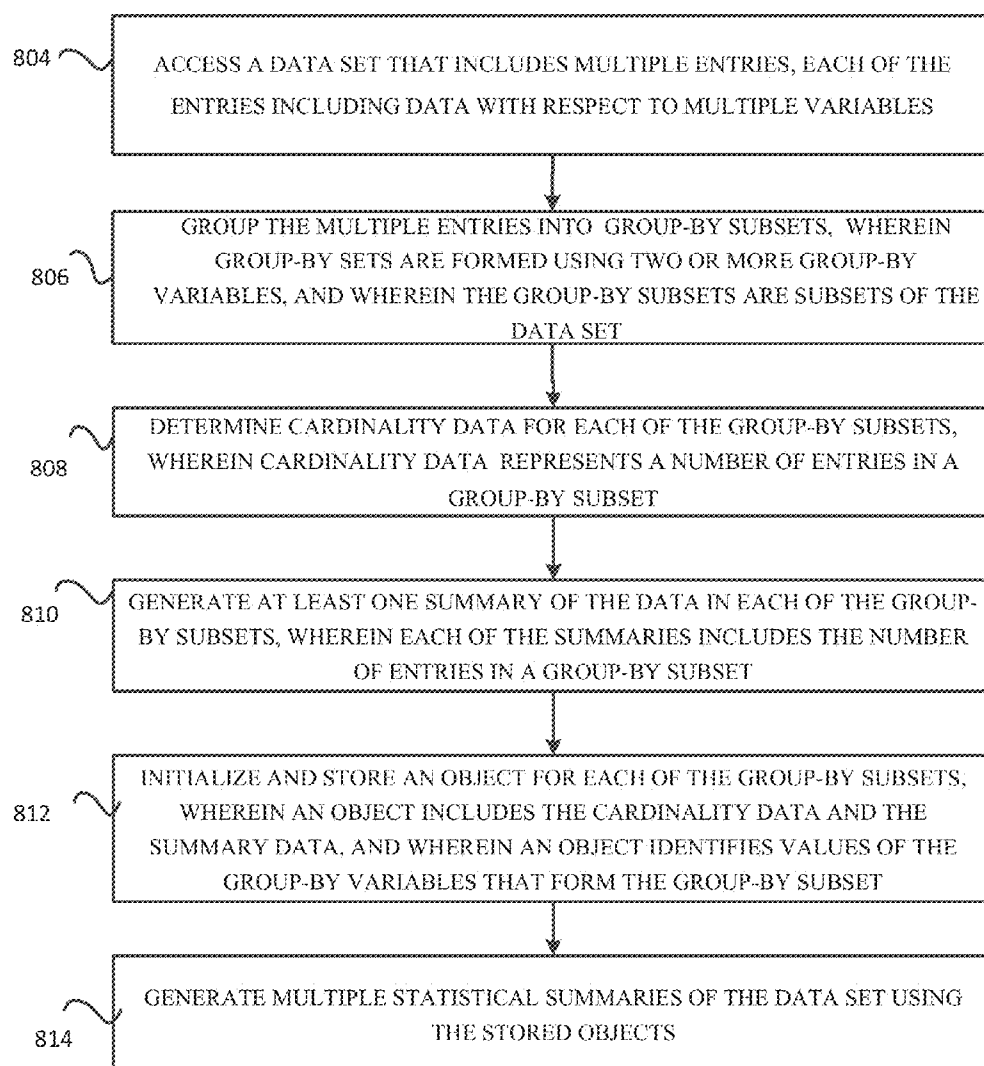 804
ACCESS A DATA SET THAT INCLUDES MULTIPLE ENTRIES, EACH OF THE
ENTRIES INCLUDING DATA WITH RESPECT TO MULTIPLE VARIABLES
806
GROUP THE MULTIPLE ENTRIES INTO GROUP-BY SUBSETS, WHEREIN
GROUP-BY SETS ARE FORMED USING TWO OR MORE GROUP-BY
VARIABLES, AND WHEREIN THE GROUP-BY SUBSETS ARE SUBSETS OF THE
DATA SET
808
DETERMINE CARDINALITY DATA FOR EACH OF THE GROUP-BY SUBSETS,
WHEREIN CARDINALITY DATA REPRESENTS A NUMBER OF ENTRIES IN A
GROUP-BY SUBSET
810
GENERATE AT LEAST ONE SUMMARY OF THE DATA IN EACH OF THE GROUP-
BY SUBSETS, WHEREIN EACH OF THE SUMMARIES INCLUDES THE NUMBER
OF ENTRIES IN A GROUP-BY SUBSET
812
INITIALIZE AND STORE AN OBJECT FOR EACH OF THE GROUP-BY SUBSETS,
WHEREIN AN OBJECT INCLUDES THE CARDINALITY DATA AND THE
SUMMARY DATA, AND WHEREIN AN OBJECT IDENTIFIES VALUES OF THE
GROUP-BY VARIABLES THAT FORM THE GROUP-BY SUBSET
814
GENERATE MULTIPLE STATISTICAL SUMMARIES OF THE DATA SET USING
THE STORED OBJECTS